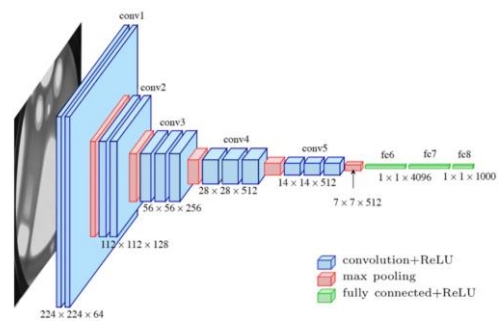 conv1
conv2
conv3
conv4
conv5
fc6
fc7
fc8
1 × 1 × 4096
1 × 1 × 1000
14 × 14 × 512
28 × 28 × 512
7 × 7 × 512
56 × 56 × 256
112 × 112 × 128
224 × 224 × 64
convolution+ReLU
max pooling
fully connected+ReLU